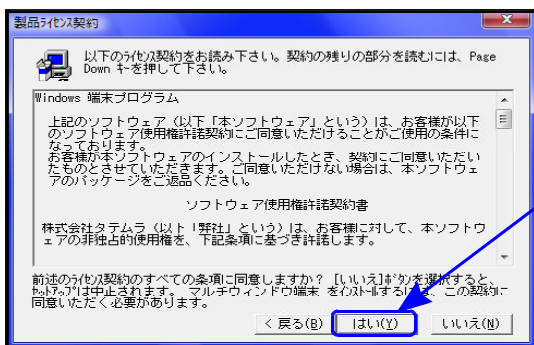 製品ライセンス契約
以下のライセンス契約をお読み下さい。契約の残りの部分を読むには、Page
Down キーを押して下さい。
Windows 端末プログラム
上記のソフトウェア（以下「本ソフトウェア」という）は、お客様が以下
のソフトウェア使用権許諾契約にご同意いただけることがご使用の条件に
なっております。
お客様が本ソフトウェアのインストールしたとき、契約にご同意いただい
たものとさせていただきます。ご同意いただけない場合は、本ソフトウェ
アのパッケージをご返品ください。
ソフトウェア使用権許諾契約書
株式会社タテムラ（以下「弊社」という）は、お客様に対して、本ソフトウ
ェアの非独占的使用権を、下記条項に基づき許諾します。
前述のライセンス契約のすべての条項に同意しますか？ [いいえ]ボタンを選択すると、
セットアップは中止されます。 マルチウィンドウ端末 をインストールするには、この契約に
同意いただく必要があります。
< 戻る(B)
はい(Y)
いいえ(N)